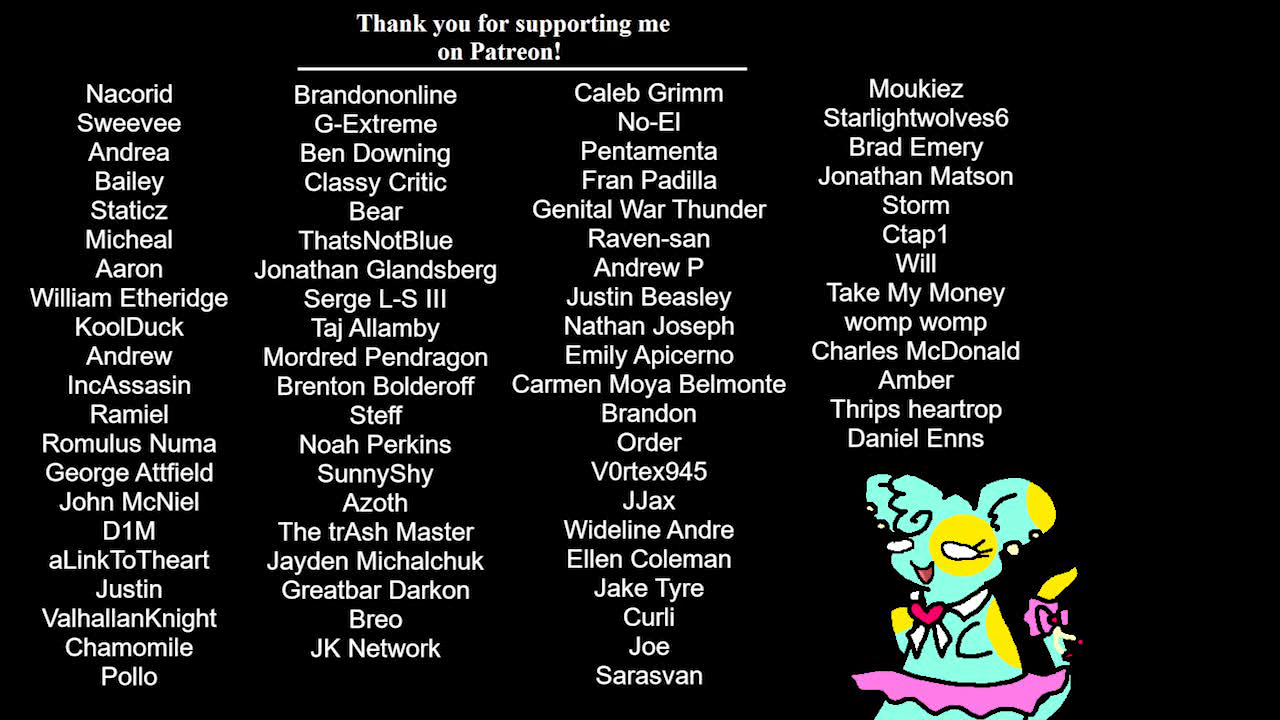 Thank you for supporting me
on Patreon!
Nacorid
Sweevee
Andrea
Bailey
Staticz
Micheal
Aaron
William Etheridge
KoolDuck
Andrew
IncAssasin
Ramiel
Romulus Numa
George Attfield
John McNiel
D1M
aLinkToTheart
Justin
ValhallanKnight
Chamomile
Pollo
Brandononline
G-Extreme
Ben Downing
Classy Critic
Bear
ThatsNotBlue
Jonathan Glandsberg
Serge L-S III
Taj Allamby
Mordred Pendragon
Brenton Bolderoff
Steff
Noah Perkins
SunnyShy
Azoth
The trAsh Master
Jayden Michalchuk
Greatbar Darkon
Breo
JK Network
Caleb Grimm
No-El
Pentamenta
Fran Padilla
Genital War Thunder
Raven-san
Andrew P
Justin Beasley
Nathan Joseph
Emily Apicerno
Carmen Moya Belmonte
Brandon
Order
V0rtex945
JJax
Wideline Andre
Ellen Coleman
Jake Tyre
Curli
Joe
Sarasvan
Moukiez
Starlightwolves6
Brad Emery
Jonathan Matson
Storm
Ctap1
Will
Take My Money
womp womp
Charles McDonald
Amber
Thrips heartrop
Daniel Enns